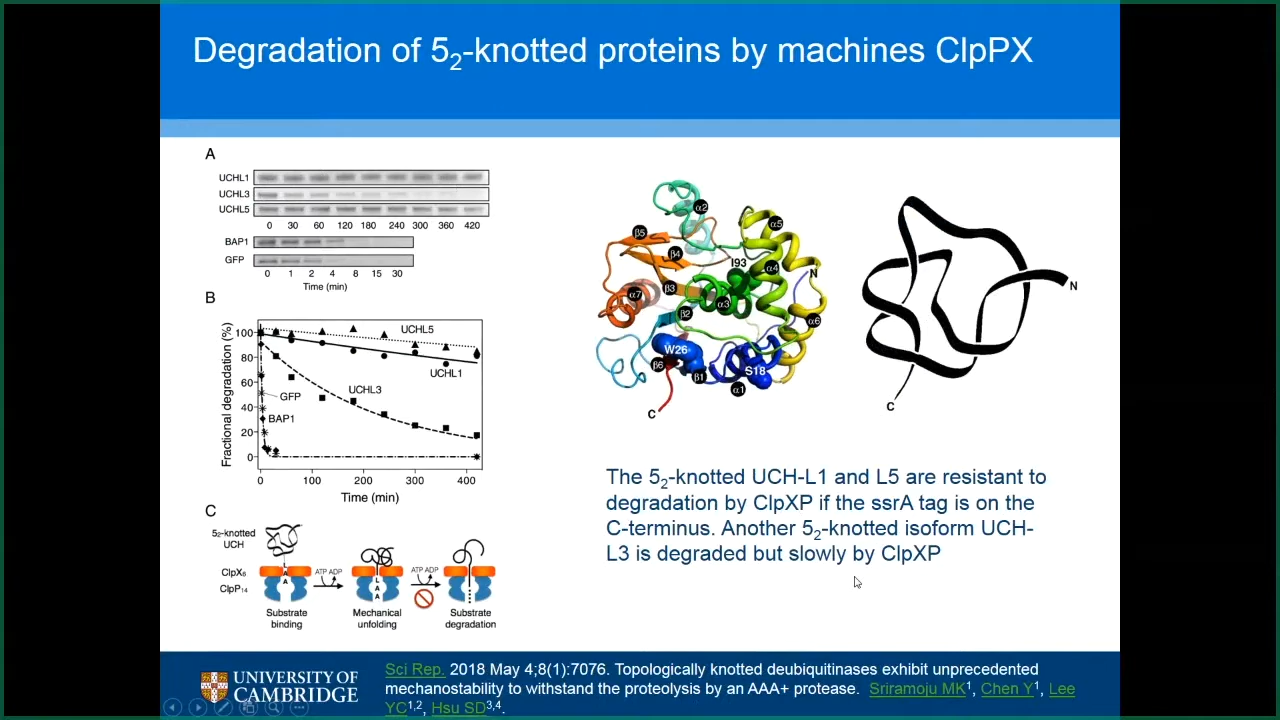 Degradation of 5₂-knotted proteins by machines ClpPX
A
UCHL1
UCHL3
UCHL5
0 30 60 120 180 240 300 360 420
BAP1
GFP
0 1 2 4 8 15 30
Time (min)
B
Fractional degradation (%)
100
80
60
40
20
0
UCHL5
UCHL1
UCHL3
GFP
BAP1
0 100 200 300 400
Time (min)
C
5₂-knotted
UCH
ClpX₆
ClpP₁₄
L
A
A
ATP ADP
L
A
A
ATP ADP
Substrate
binding
Mechanical
unfolding
Substrate
degradation
α2
β5
α5
β4
I93
α4
N
β3
α7
α3
β2
α6
W26
β6
β1
S18
α1
C
N
C
The 5₂-knotted UCH-L1 and L5 are resistant to
degradation by ClpXP if the ssrA tag is on the
C-terminus. Another 5₂-knotted isoform UCH-
L3 is degraded but slowly by ClpXP
UNIVERSITY OF
CAMBRIDGE
Sci Rep. 2018 May 4;8(1):7076. Topologically knotted deubiquitinases exhibit unprecedented
mechanostability to withstand the proteolysis by an AAA+ protease. Sriramoju MK¹, Chen Y¹, Lee
YC¹,², Hsu SD³,⁴.